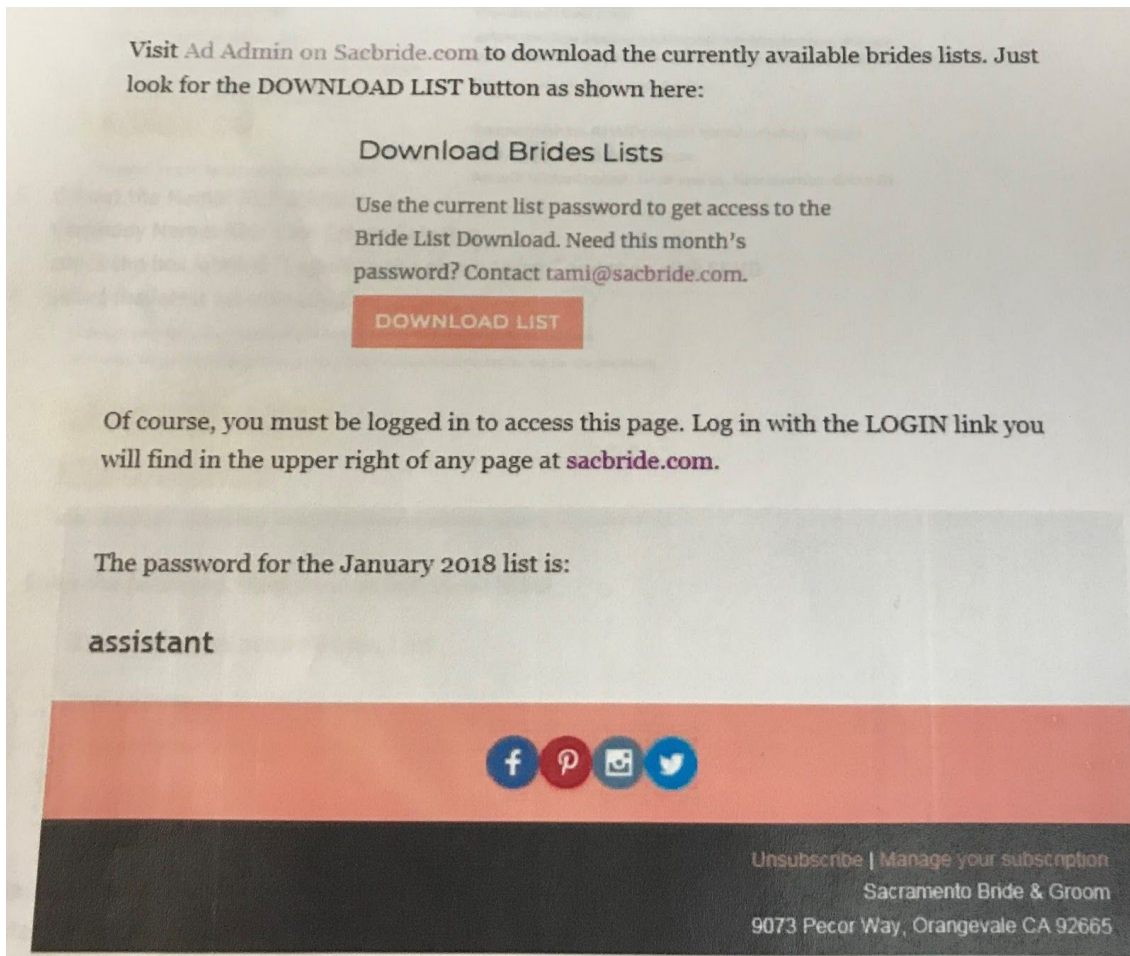 Visit Ad Admin on Sacbride.com to download the currently available brides lists. Just
look for the DOWNLOAD LIST button as shown here:
Download Brides Lists
Use the current list password to get access to the
Bride List Download. Need this month's
password? Contact tami@sacbride.com.
DOWNLOAD LIST
Of course, you must be logged in to access this page. Log in with the LOGIN link you
will find in the upper right of any page at sacbride.com.
The password for the January 2018 list is:
assistant
Unsubscribe | Manage your subscription
Sacramento Bride & Groom
9073 Pecor Way, Orangevale CA 92665